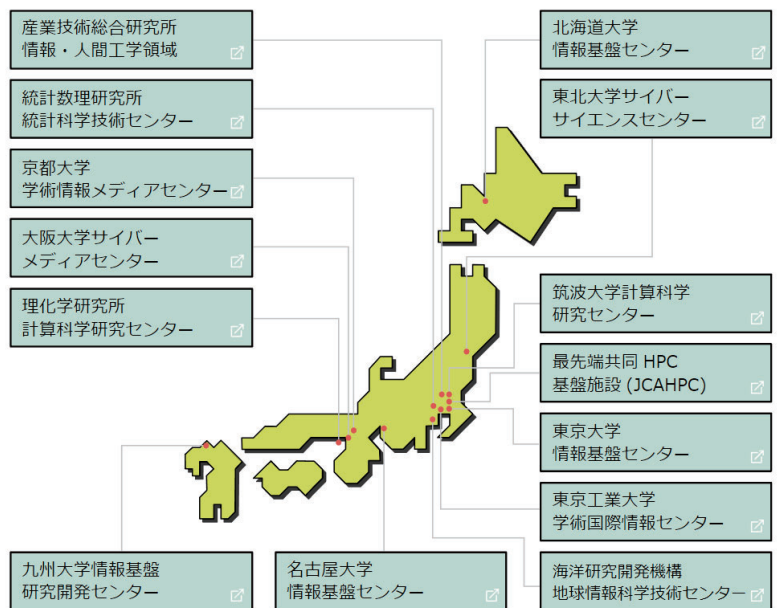 産業技術総合研究所
情報・人間工学領域
統計数理研究所
統計科学技術センター
京都大学
学術情報メディアセンター
大阪大学サイバー
メディアセンター
理化学研究所
計算科学研究センター
北海道大学
情報基盤センター
東北大学サイバー
サイエンスセンター
筑波大学計算科学
研究センター
最先端共同 HPC
基盤施設 (JCAHPC)
東京大学
情報基盤センター
東京工業大学
学術国際情報センター
九州大学情報基盤
研究開発センター
名古屋大学
情報基盤センター
海洋研究開発機構
地球情報科学技術センター